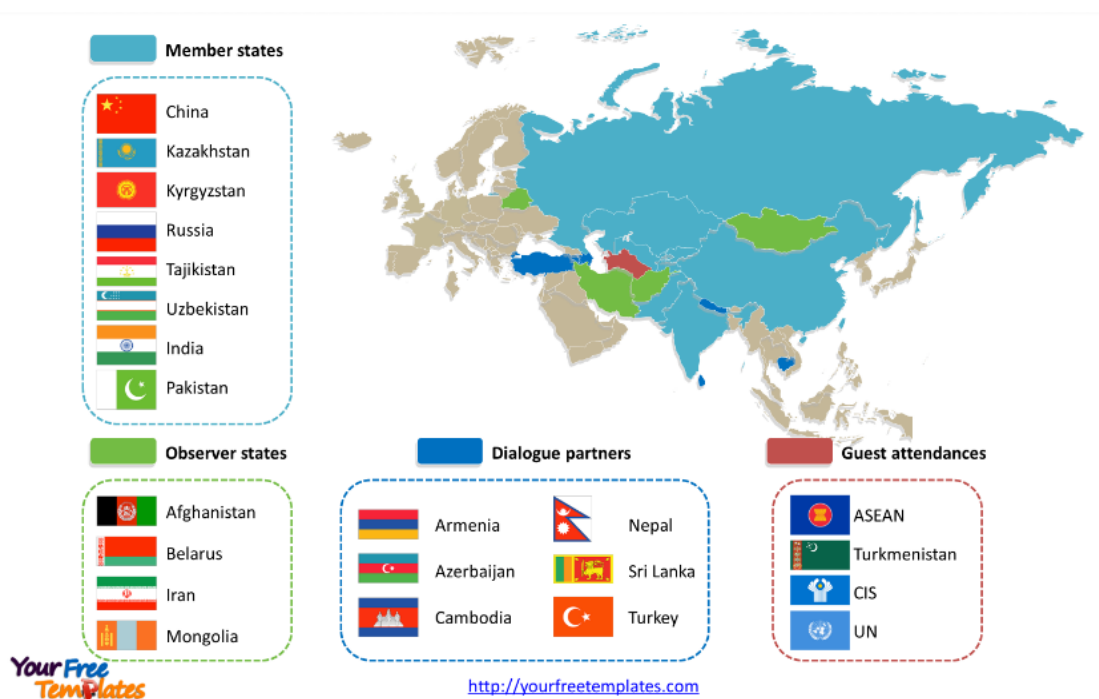 Member states
China
Kazakhstan
Kyrgyzstan
Russia
Tajikistan
Uzbekistan
India
Pakistan
Observer states
Afghanistan
Belarus
Iran
Mongolia
Dialogue partners
Armenia
Azerbaijan
Cambodia
Nepal
Sri Lanka
Turkey
Guest attendances
ASEAN
Turkmenistan
CIS
UN
Your Free
Templates
http://yourfreetemplates.com